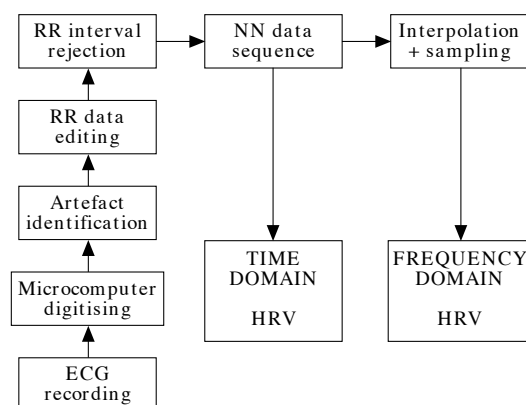 RR interval
rejection
NN data
sequence
Interpolation
+ sampling
RR data
editing
Artefact
identification
Microcomputer
digitising
ECG
recording
TIME
DOMAIN
HRV
FREQUENCY
DOMAIN
HRV